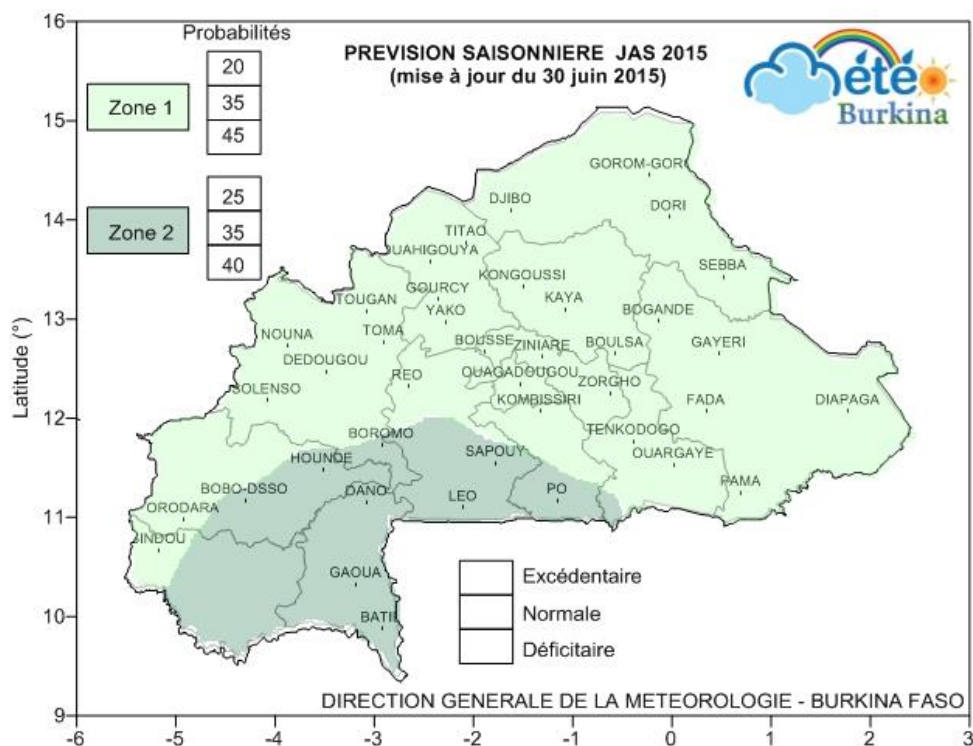 PREVISION SAISONNIERE JAS 2015
(mise à jour du 30 juin 2015)
été
Burkina
Probabilités
Zone 1
20
35
45
Zone 2
25
35
40
Latitude (°)
16
15
14
13
12
11
10
9
-6 -5 -4 -3 -2 -1 0 1 2 3
GOROM-GORO
DJIBO
DORI
TITAO
OUAHIGOUYA
SEBBA
KONGOUSSI
GOURCY
KAYA
TOUGAN
YAKO
BOGANDE
NOUNA
TOMA
BOUSSE
ZINIARE
BOULSA
GAYERI
DEDOUGOU
REO
OUAGADOUGOU
ZORGHO
SOLENSO
KOMBISSIRI
FADA
DIAPAGA
BOROMO
TENKODOGO
HOUNDE
SAPOUY
OUARGAYE
BOBO-DSSO
DANO
LEO
PO
PAMA
ORODARA
SINDOU
GAOUA
BATIE
Excédentaire
Normale
Déficitaire
DIRECTION GENERALE DE LA METEOROLOGIE - BURKINA FASO